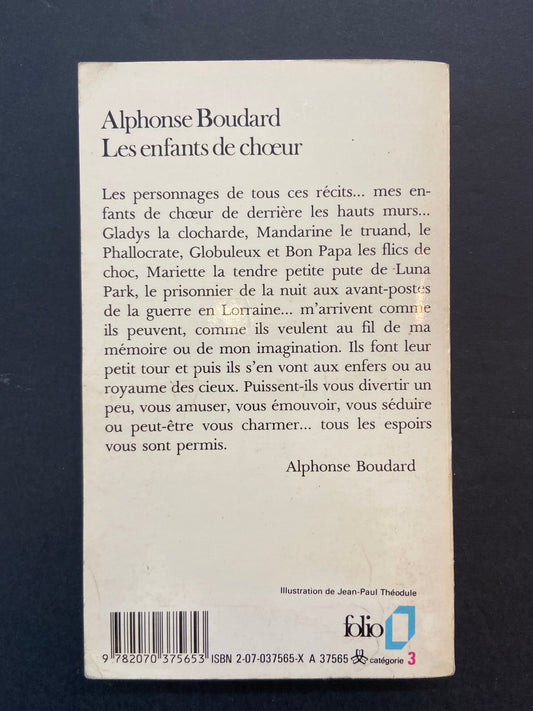 Alphonse Boudard
Les enfants de chœur
Les personnages de tous ces récits... mes en-
fants de chœur de derrière les hauts murs...
Gladys la clocharde, Mandarine le truand, le
Phallocrate, Globuleux et Bon Papa les flics de
choc, Mariette la tendre petite pute de Luna
Park, le prisonnier de la nuit aux avant-postes
de la guerre en Lorraine... m'arrivent comme
ils peuvent, comme ils veulent au fil de ma
mémoire ou de mon imagination. Ils font leur
petit tour et puis ils s'en vont aux enfers ou au
royaume des cieux. Puissent-ils vous divertir un
peu, vous amuser, vous émouvoir, vous séduire
ou peut-être vous charmer... tous les espoirs
vous sont permis.
Alphonse Boudard
Illustration de Jean-Paul Théodule
folio
9 782070 375653 ISBN 2-07-037565-X A 37565 catégorie 3